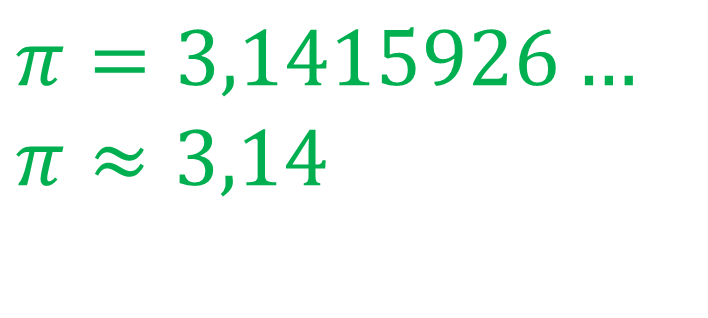 π = 3,1415926 ...
π ≈ 3,14